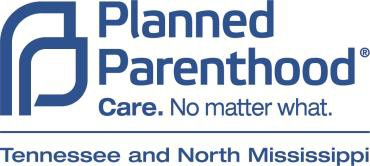 Planned
Parenthood®
Care. No matter what.
Tennessee and North Mississippi